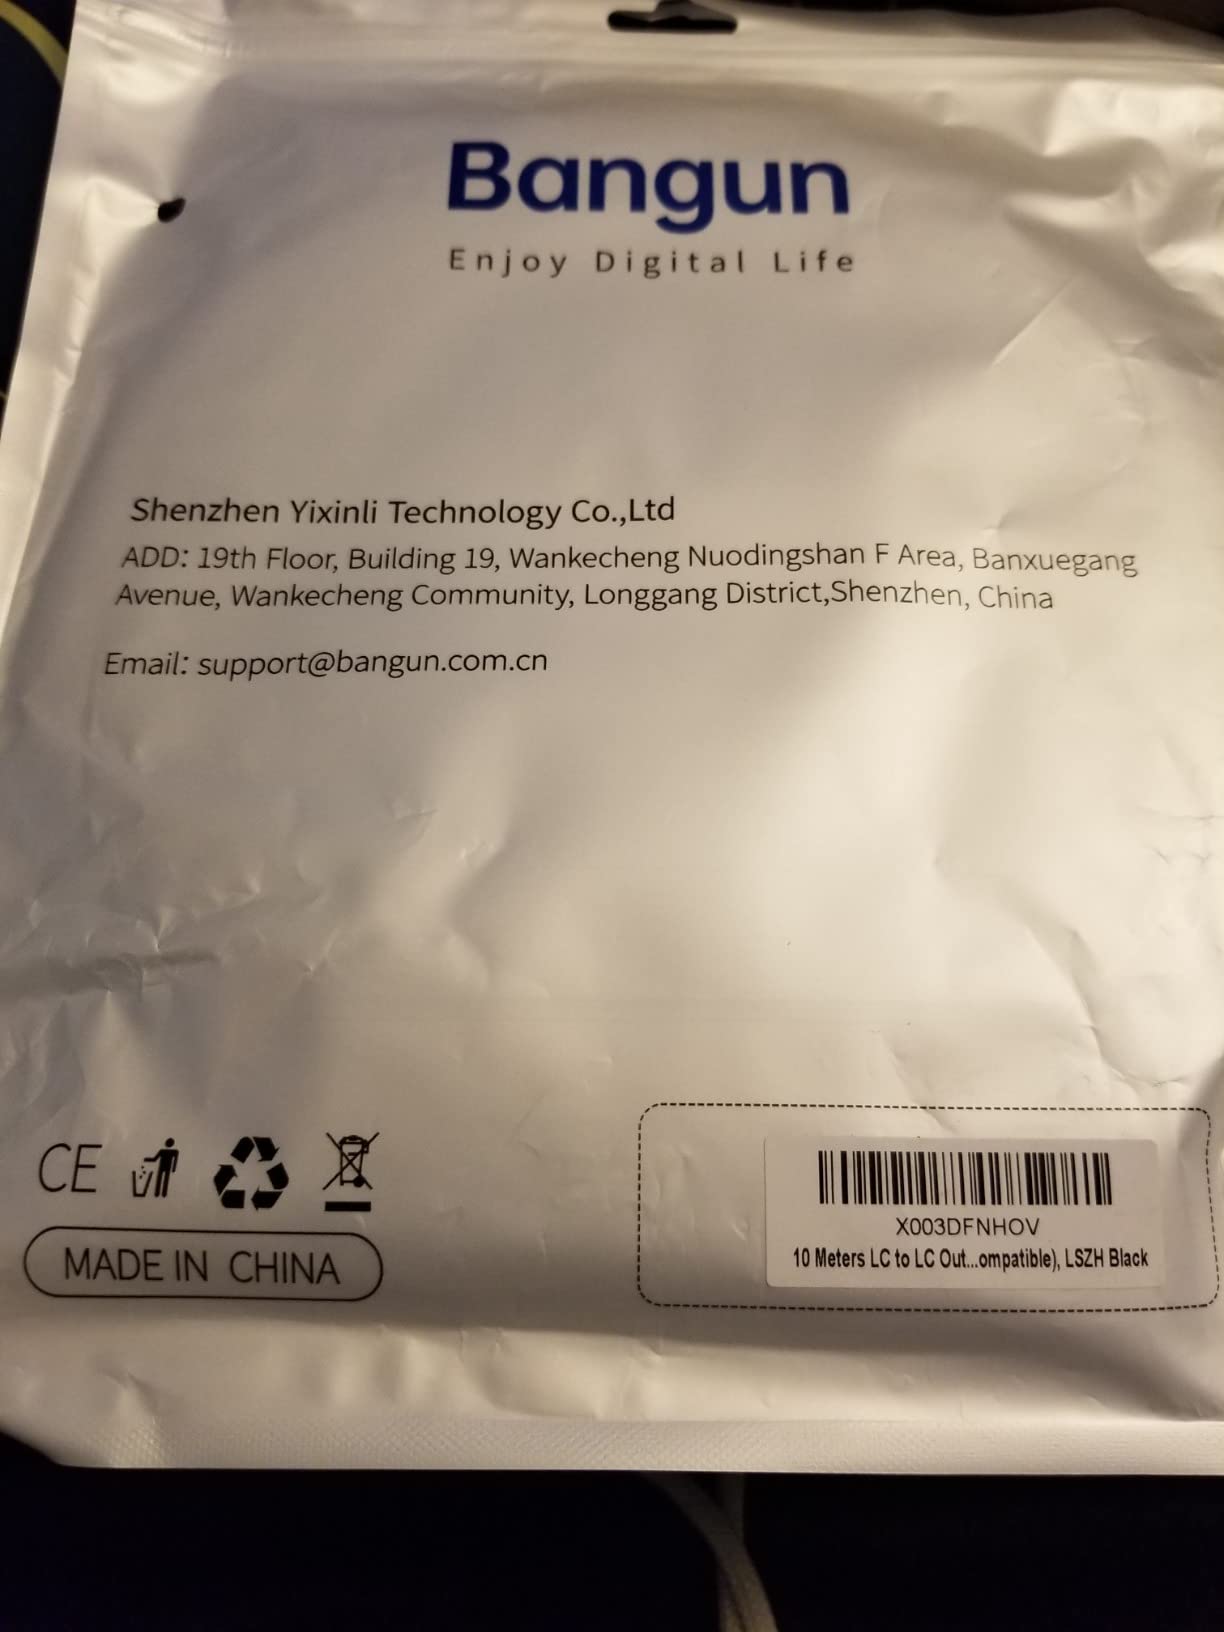 Bangun
Enjoy Digital Life
Shenzhen Yixinli Technology Co.,Ltd
ADD: 19th Floor, Building 19, Wankecheng Nuodingshan F Area, Banxuegang
Avenue, Wankecheng Community, Longgang District,Shenzhen, China
Email: support@bangun.com.cn
CE
MADE IN CHINA
X003DFNHOV
10 Meters LC to LC Out...ompatible), LSZH Black